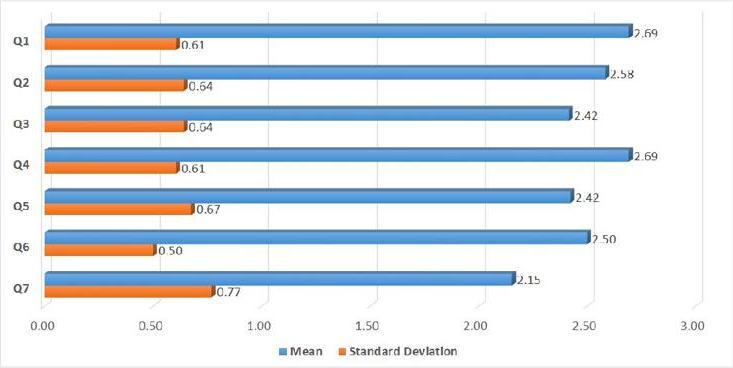 Q1 2.69
0.61
Q2 2.58
0.64
Q3 2.42
0.64
Q4 2.69
0.61
Q5 2.42
0.67
Q6 2.50
0.50
Q7 2.15
0.77
0.00 0.50 1.00 1.50 2.00 2.50 3.00
Mean Standard Deviation